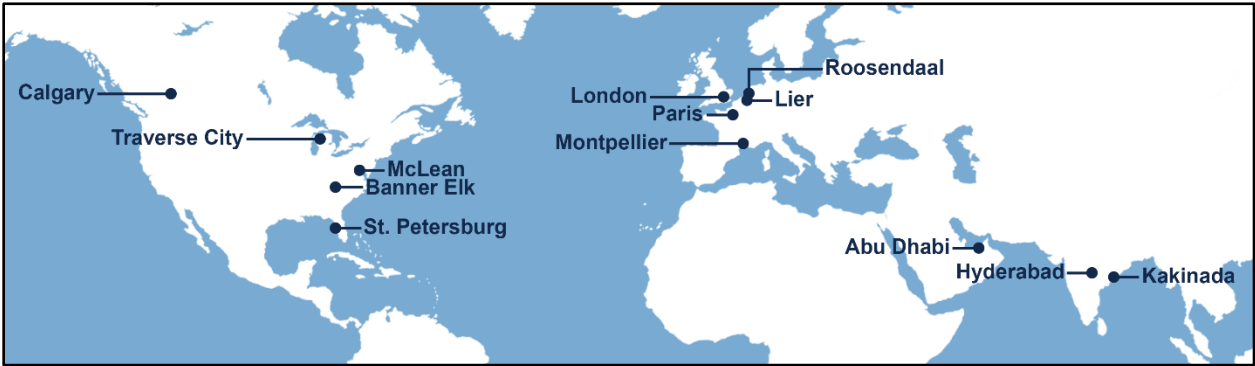 Calgary
Traverse City
McLean
Banner Elk
St. Petersburg
Roosendaal
London
Lier
Paris
Montpellier
Abu Dhabi
Hyderabad
Kakinada